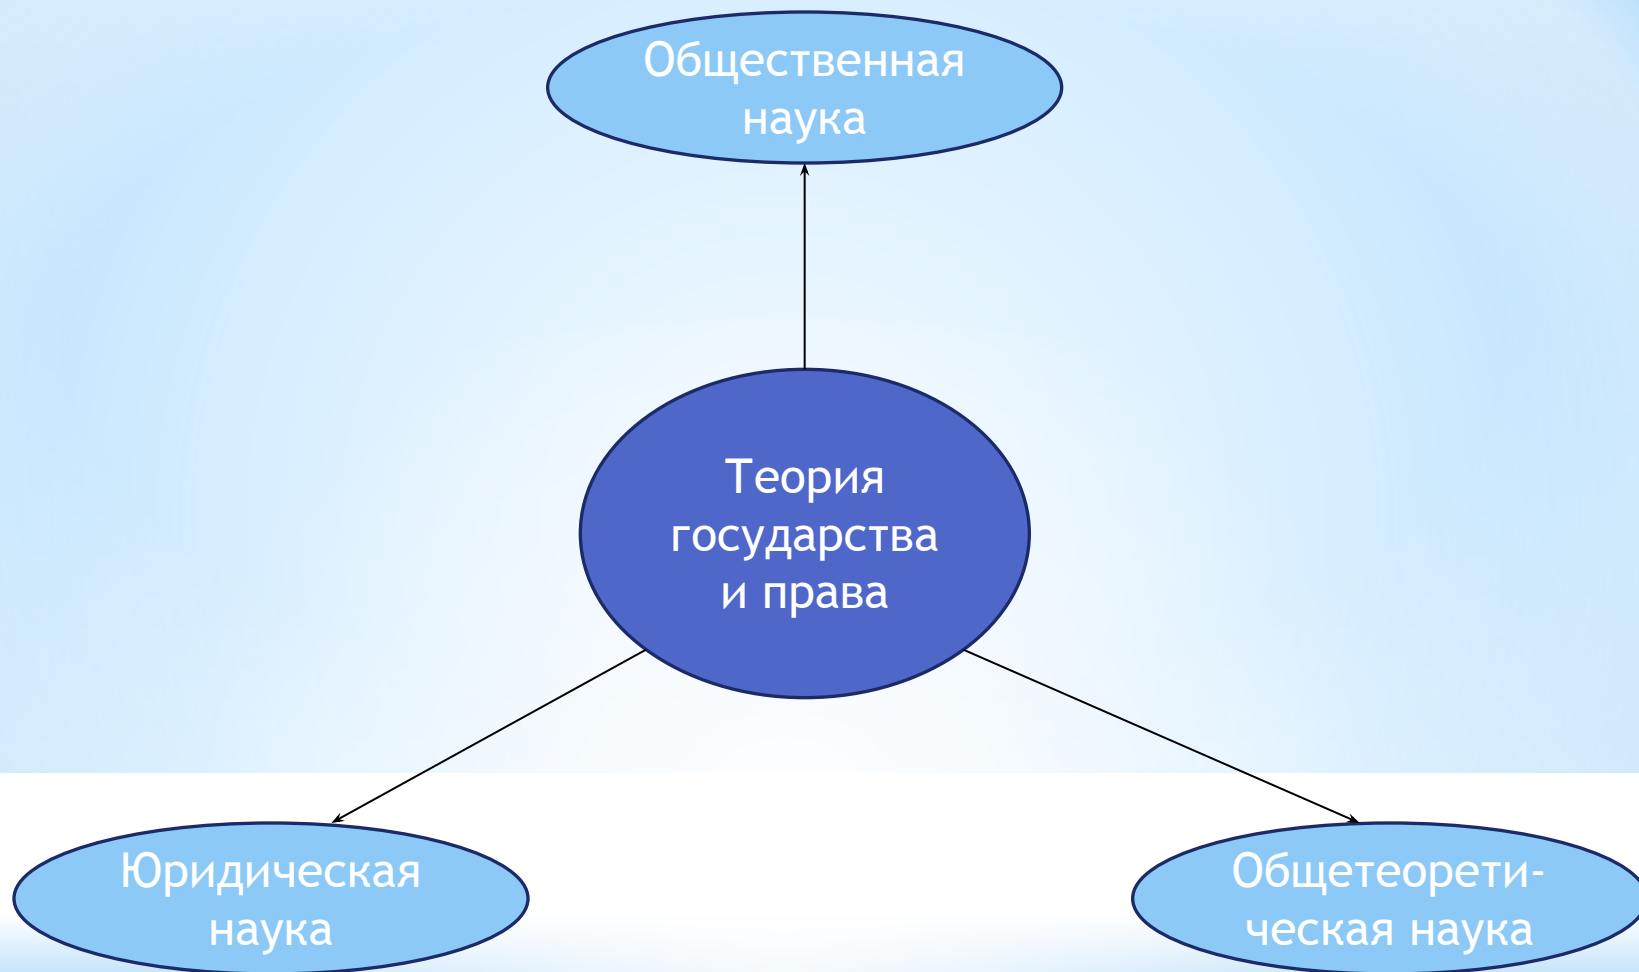 Общественная
наука
Теория
государства
и права
Юридическая
наука
Общетеорети-
ческая наука